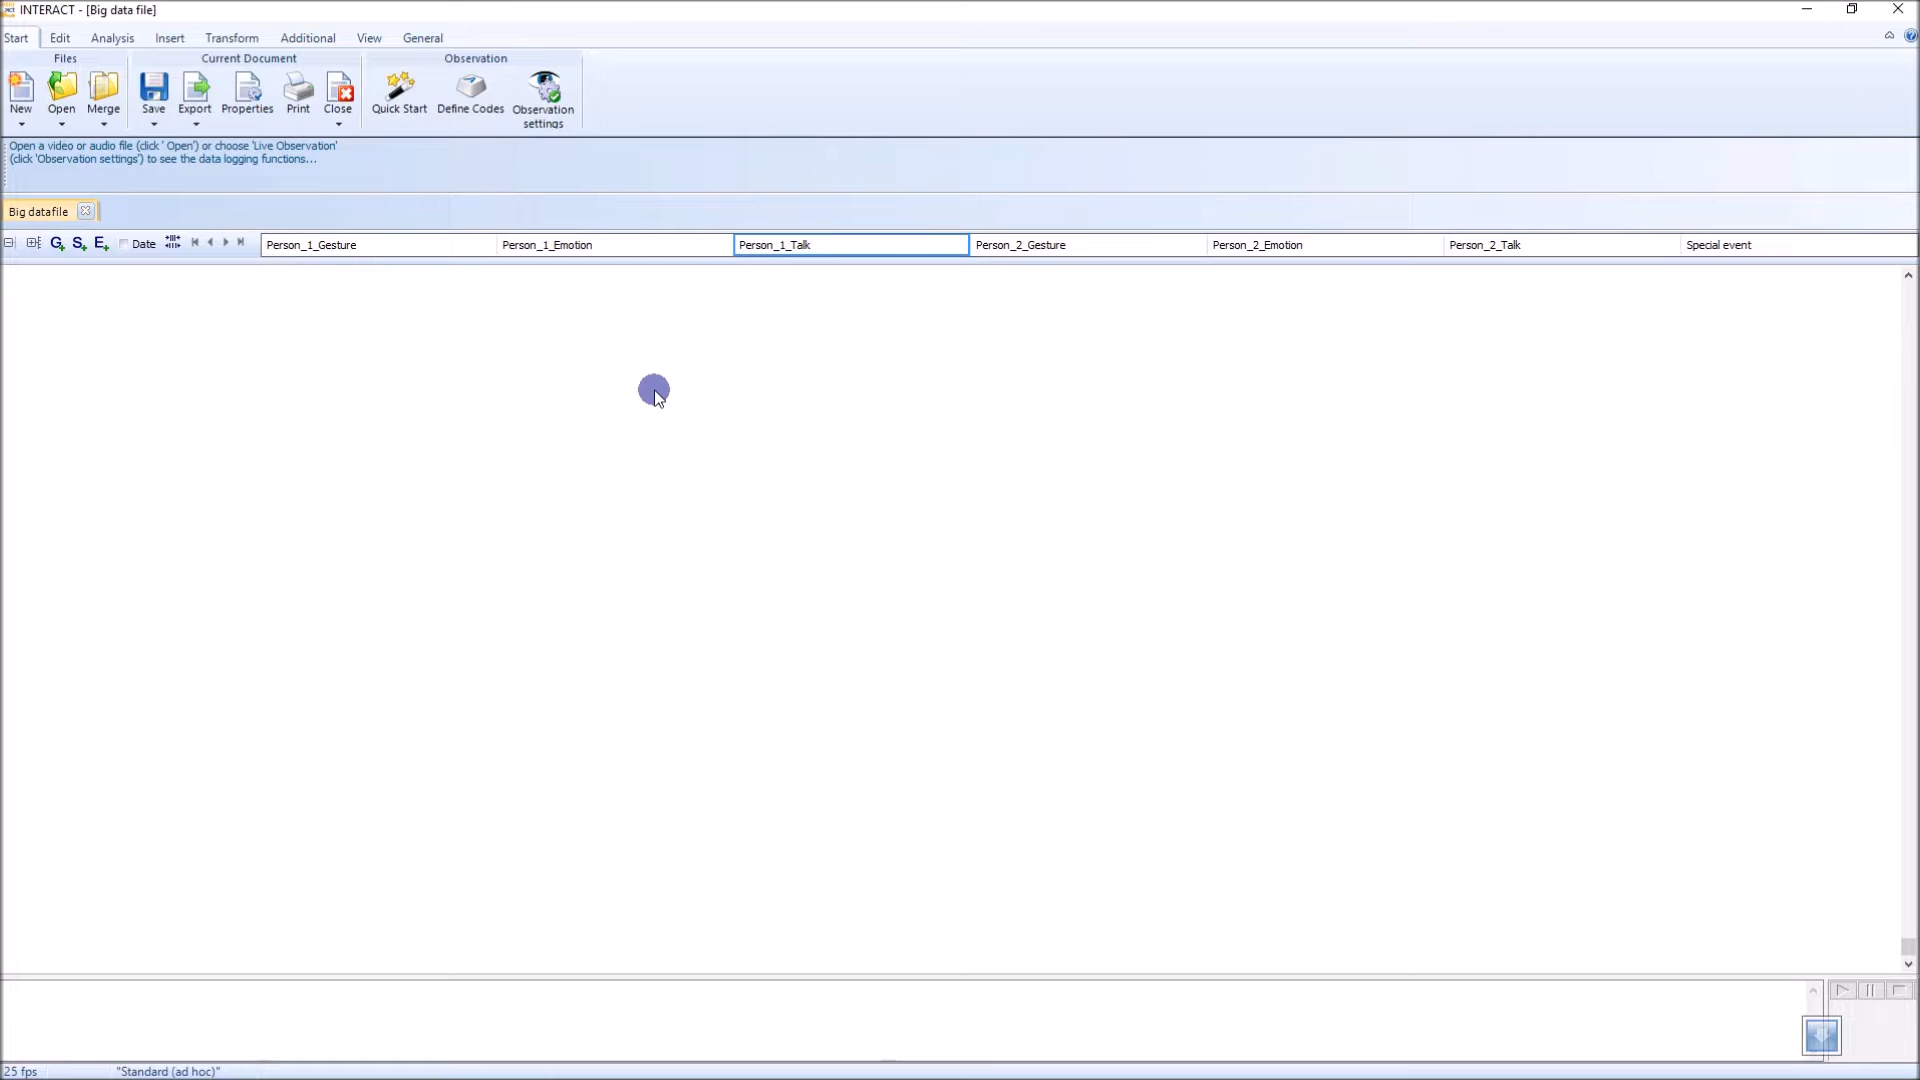 INTERACT - [Big data file]
Start Edit Analysis Insert Transform Additional View General
Files Current Document Observation
New Open Merge Save Export Properties Print Close Quick Start Define Codes Observation settings
Open a video or audio file (click ' Open') or choose 'Live Observation'
(click 'Observation settings') to see the data logging functions...
Big datafile
G+ S+ E+ Date Person_1_Gesture Person_1_Emotion Person_1_Talk Person_2_Gesture Person_2_Emotion Person_2_Talk Special event
25 fps "Standard (ad hoc)"